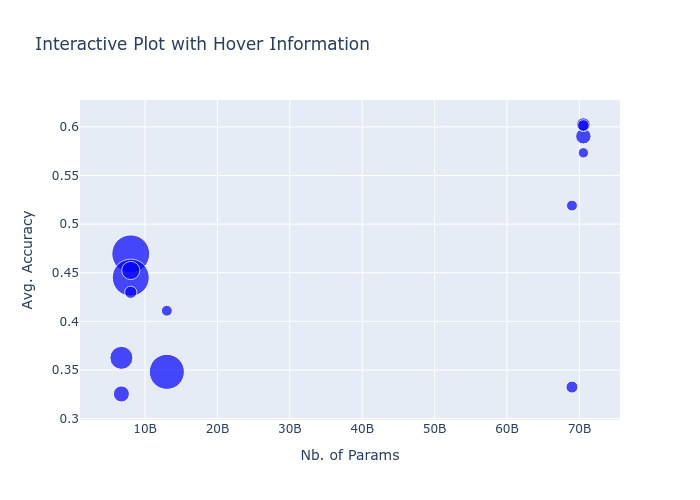 Interactive Plot with Hover Information
0.6
0.55
0.5
0.45
0.4
0.35
0.3
Avg. Accuracy
10B 20B 30B 40B 50B 60B 70B
Nb. of Params